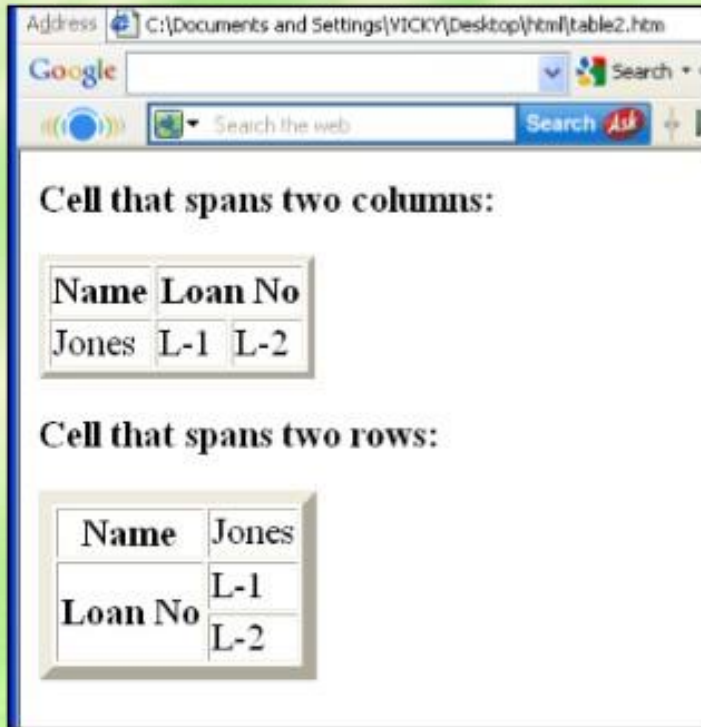 Address C:\Documents and Settings\VICKY\Desktop\html\table2.htm
Google Search
Search the web Search Ask
Cell that spans two columns:
Name Loan No
Jones L-1 L-2
Cell that spans two rows:
Name Jones
Loan No L-1
L-2